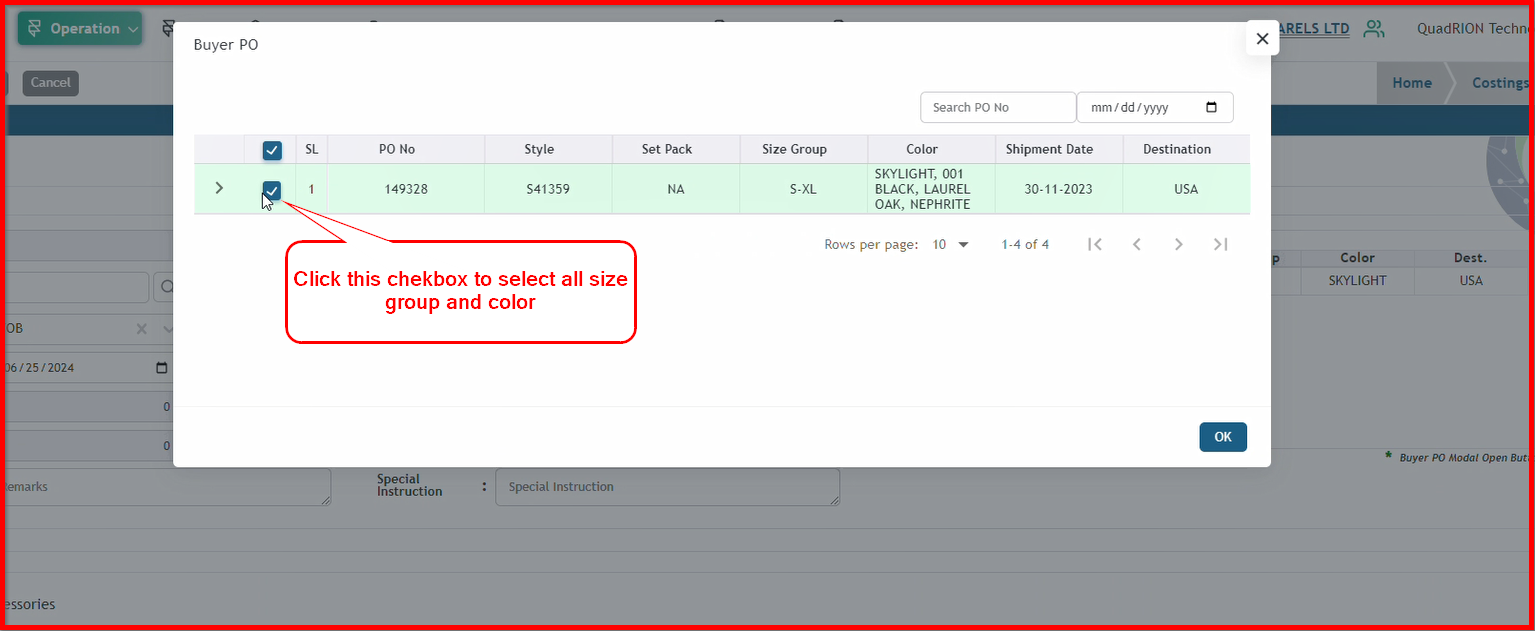 Operation
ARELS LTD
QuadRION Techn
Buyer PO
Cancel
Home
Costings
Search PO No
mm/dd/yyyy
SL
PO No
Style
Set Pack
Size Group
Color
Shipment Date
Destination
1
149328
S41359
NA
S-XL
SKYLIGHT, 001
BLACK, LAUREL
OAK, NEPHRITE
30-11-2023
USA
Rows per page:
10
1-4 of 4
Click this chekbox to select all size
group and color
p
Color
Dest.
SKYLIGHT
USA
OB
06/25/2024
0
0
OK
* Buyer PO Modal Open Butt
emarks
Special
Instruction
:
Special Instruction
essories